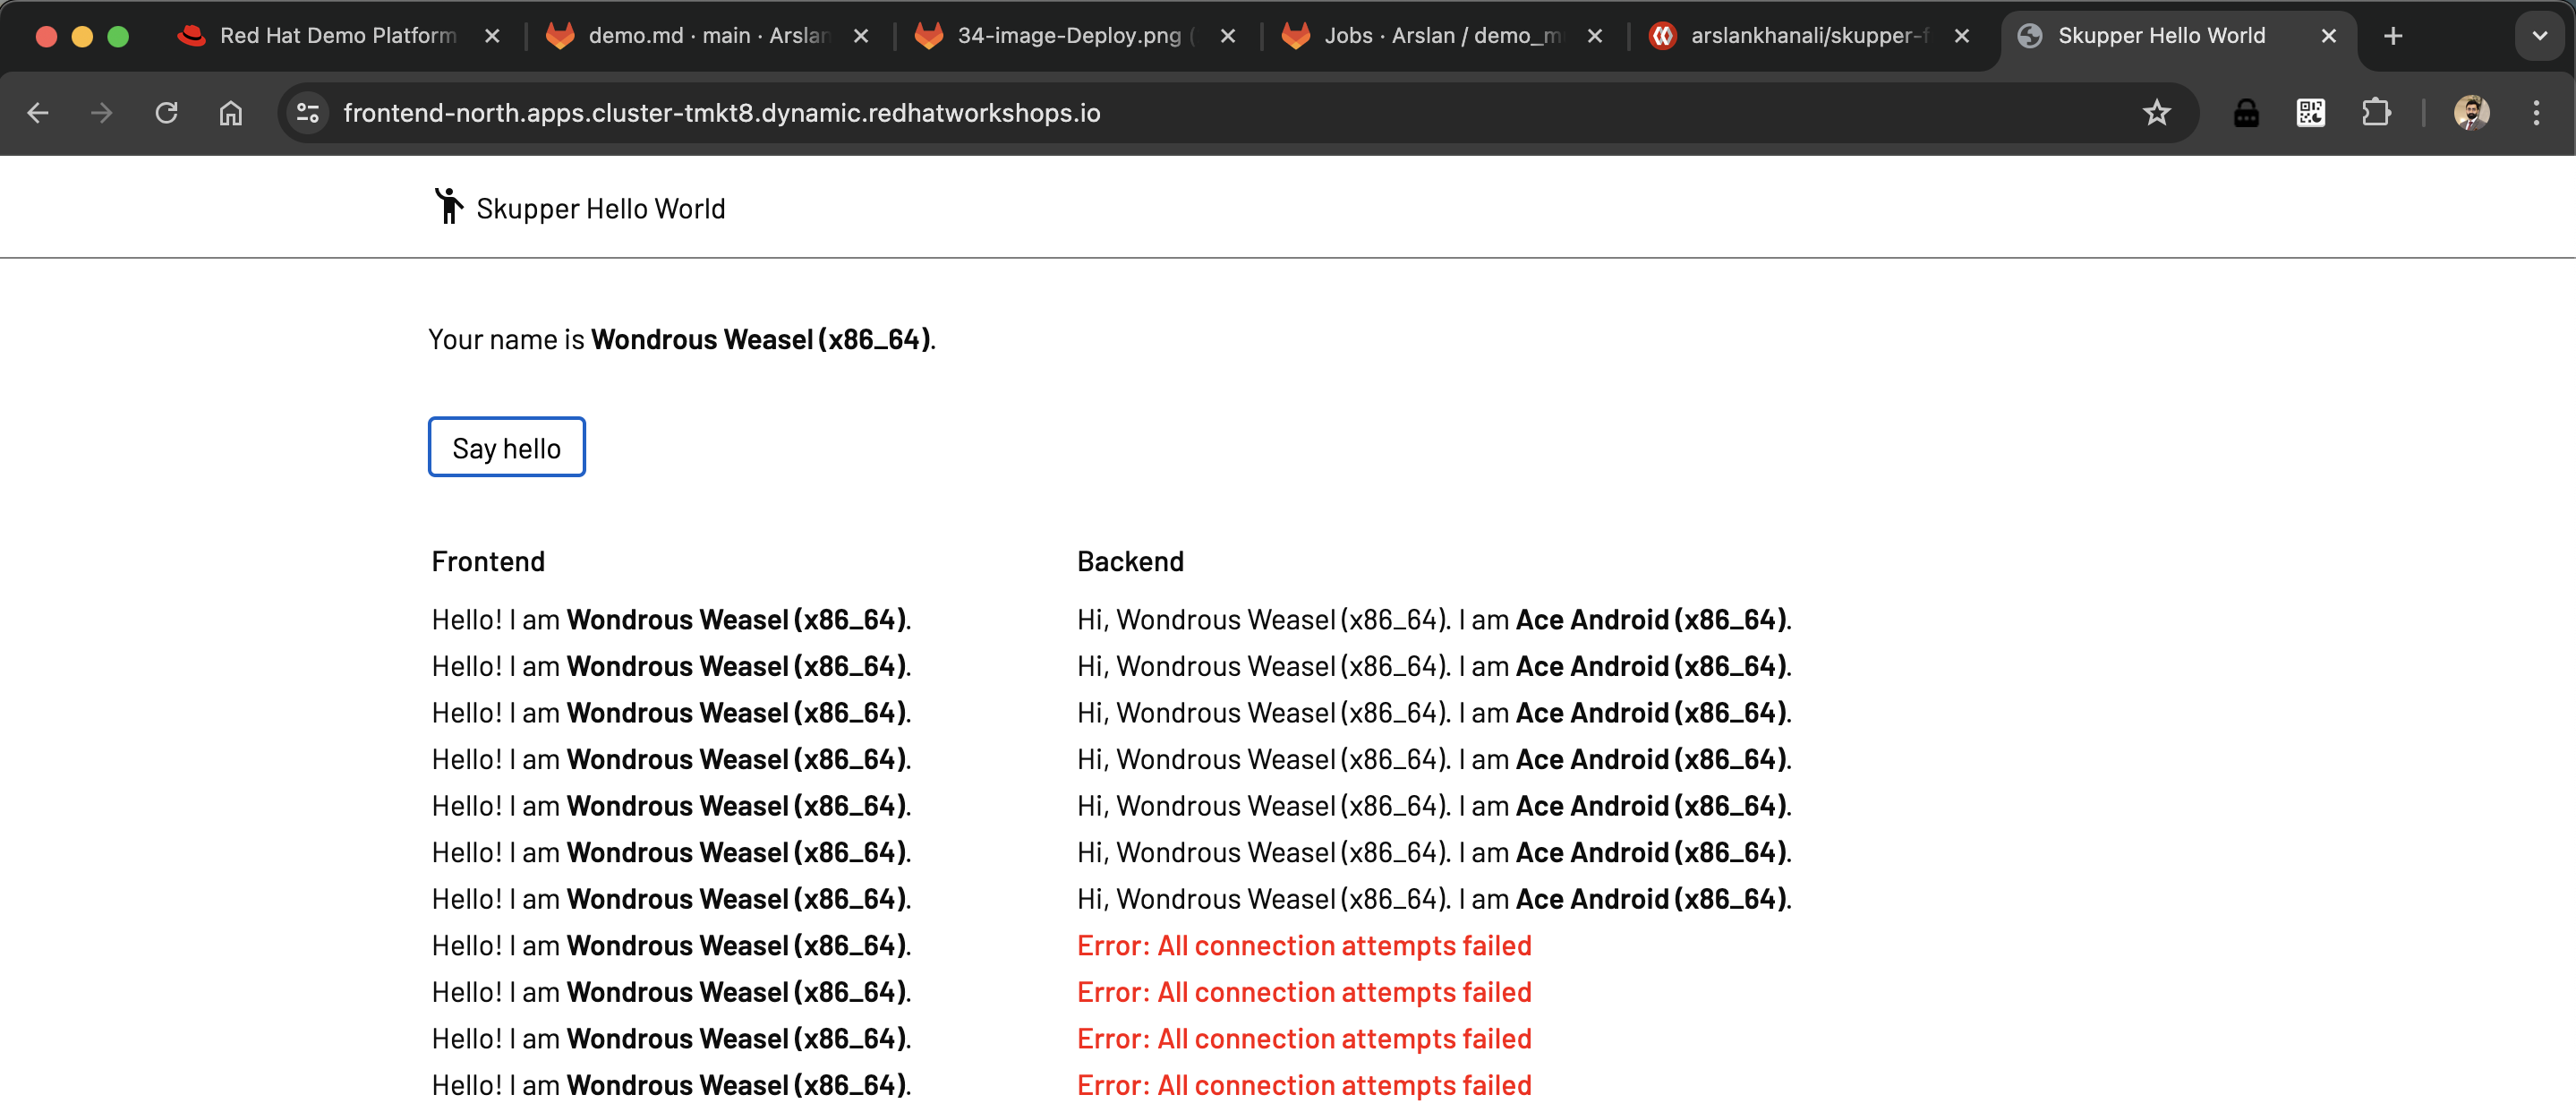 Red Hat Demo Platform
demo.md · main · Arslan
34-image-Deploy.png (
Jobs · Arslan / demo_m
arslankhanali/skupper-f
Skupper Hello World
frontend-north.apps.cluster-tmkt8.dynamic.redhatworkshops.io
Skupper Hello World
Your name is Wondrous Weasel (x86_64).
Say hello
Frontend Backend
Hello! I am Wondrous Weasel (x86_64). Hi, Wondrous Weasel (x86_64). I am Ace Android (x86_64).
Hello! I am Wondrous Weasel (x86_64). Hi, Wondrous Weasel (x86_64). I am Ace Android (x86_64).
Hello! I am Wondrous Weasel (x86_64). Hi, Wondrous Weasel (x86_64). I am Ace Android (x86_64).
Hello! I am Wondrous Weasel (x86_64). Hi, Wondrous Weasel (x86_64). I am Ace Android (x86_64).
Hello! I am Wondrous Weasel (x86_64). Hi, Wondrous Weasel (x86_64). I am Ace Android (x86_64).
Hello! I am Wondrous Weasel (x86_64). Hi, Wondrous Weasel (x86_64). I am Ace Android (x86_64).
Hello! I am Wondrous Weasel (x86_64). Hi, Wondrous Weasel (x86_64). I am Ace Android (x86_64).
Hello! I am Wondrous Weasel (x86_64). Error: All connection attempts failed
Hello! I am Wondrous Weasel (x86_64). Error: All connection attempts failed
Hello! I am Wondrous Weasel (x86_64). Error: All connection attempts failed
Hello! I am Wondrous Weasel (x86_64). Error: All connection attempts failed